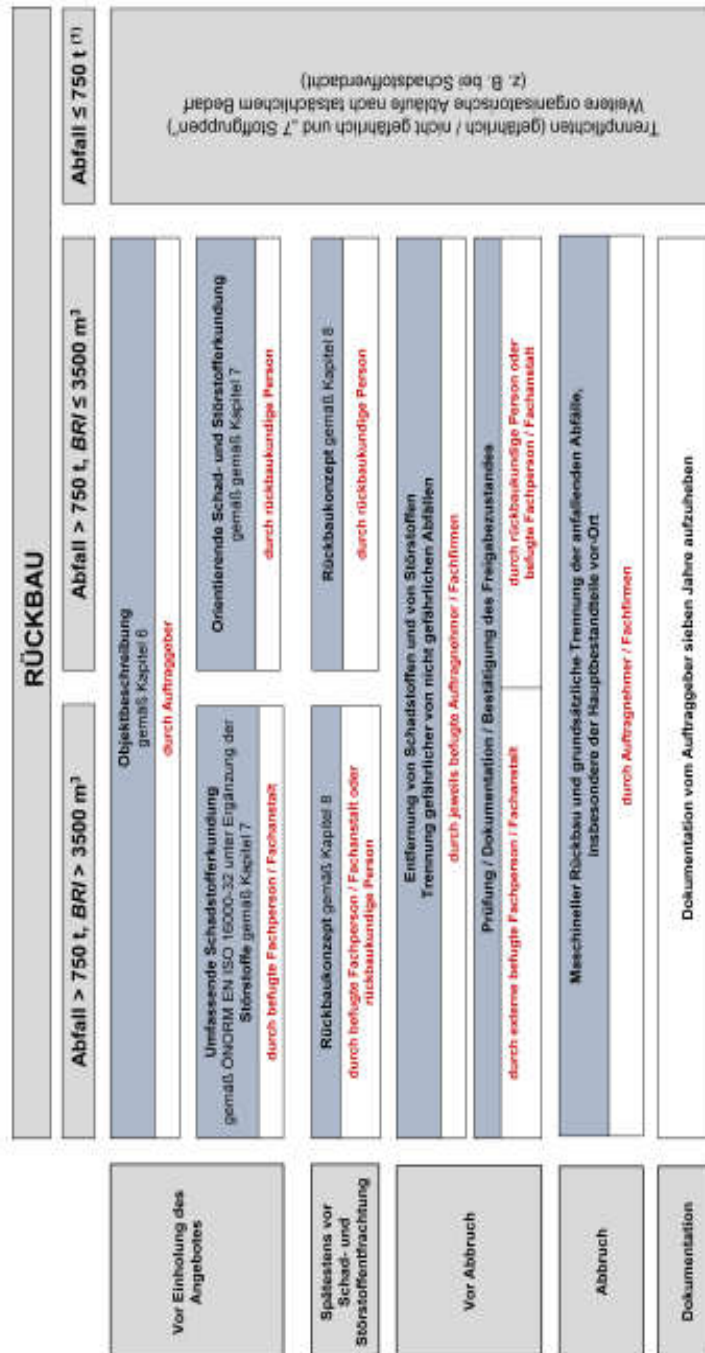 RÜCKBAU
Abfall > 750 t, BRI > 3500 m³
Abfall > 750 t, BRI ≤ 3500 m³
Abfall ≤ 750 t (1)
Vor Einholung des
Angebotes
Objektbeschreibung
gemäß Kapitel 6
durch Auftraggeber
Umfassende Schadstofferkundung
gemäß ÖNORM EN ISO 16000-32 unter Ergänzung der
Störstoffe gemäß Kapitel 7
durch befugte Fachperson / Fachanstalt
Orientierende Schad- und Störstofferkundung
gemäß gemäß Kapitel 7
durch rückbaukundige Person
Spätestens vor
Schad- und
Störstoffentfrachtung
Rückbaukonzept gemäß Kapitel 8
durch befugte Fachperson / Fachanstalt oder
rückbaukundige Person
Rückbaukonzept gemäß Kapitel 8
durch rückbaukundige Person
Vor Abbruch
Entfernung von Schadstoffen und von Störstoffen
Trennung gefährlicher von nicht gefährlichen Abfällen
durch jeweils befugte Auftragnehmer / Fachfirmen
Prüfung / Dokumentation / Bestätigung des Freigabezustandes
durch externe befugte Fachperson / Fachanstalt
durch rückbaukundige Person oder
befugte Fachperson / Fachanstalt
Abbruch
Maschineller Rückbau und grundsätzliche Trennung der anfallenden Abfälle,
insbesondere der Hauptbestandteile vor-Ort
durch Auftragnehmer / Fachfirmen
Dokumentation
Dokumentation vom Auftraggeber sieben Jahre aufzuheben
Trennpflichten (gefährlich / nicht gefährlich und „7 Stoffgruppen")
Weitere organisatorische Abläufe nach tatsächlichem Bedarf
(z. B. bei Schadstoffverdacht)